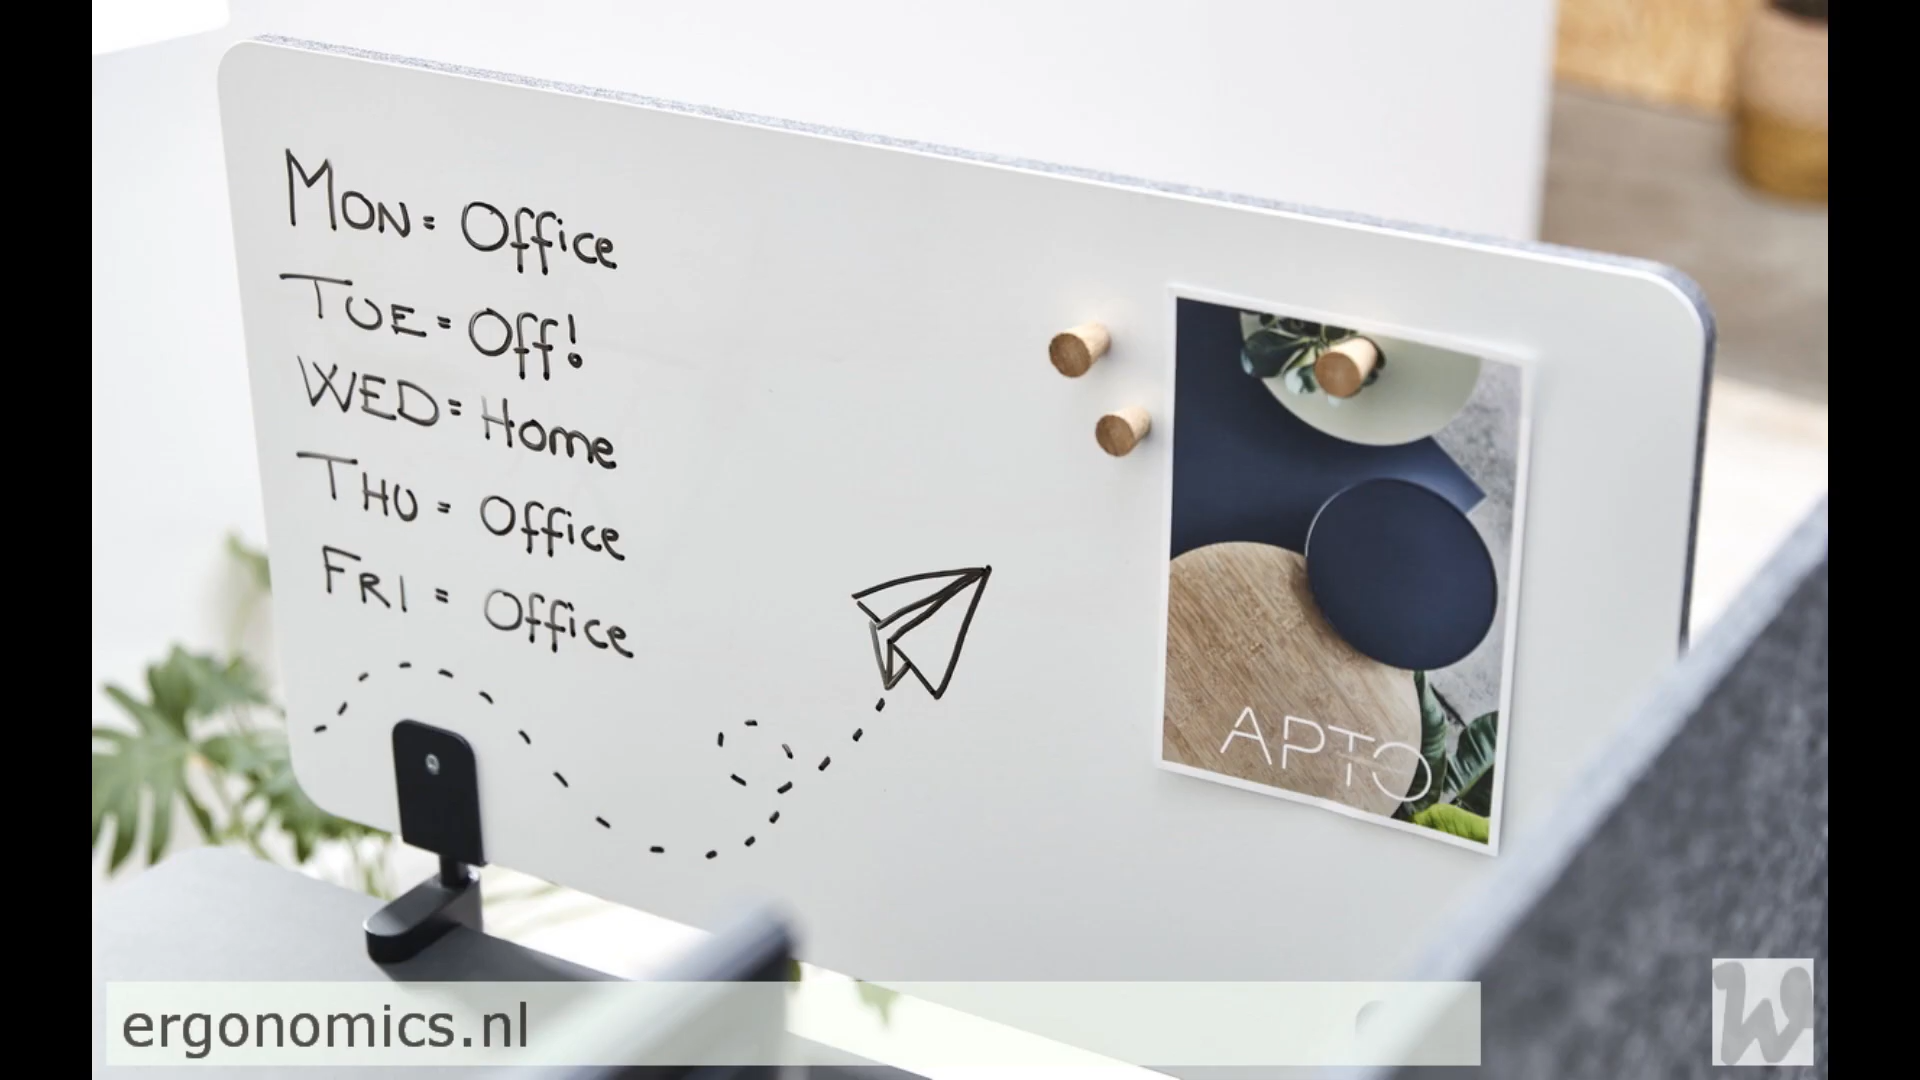 MON = Office
TUE = Off!
WED = Home
THU = Office
FRI = Office
APTO
ergonomics.nl
W